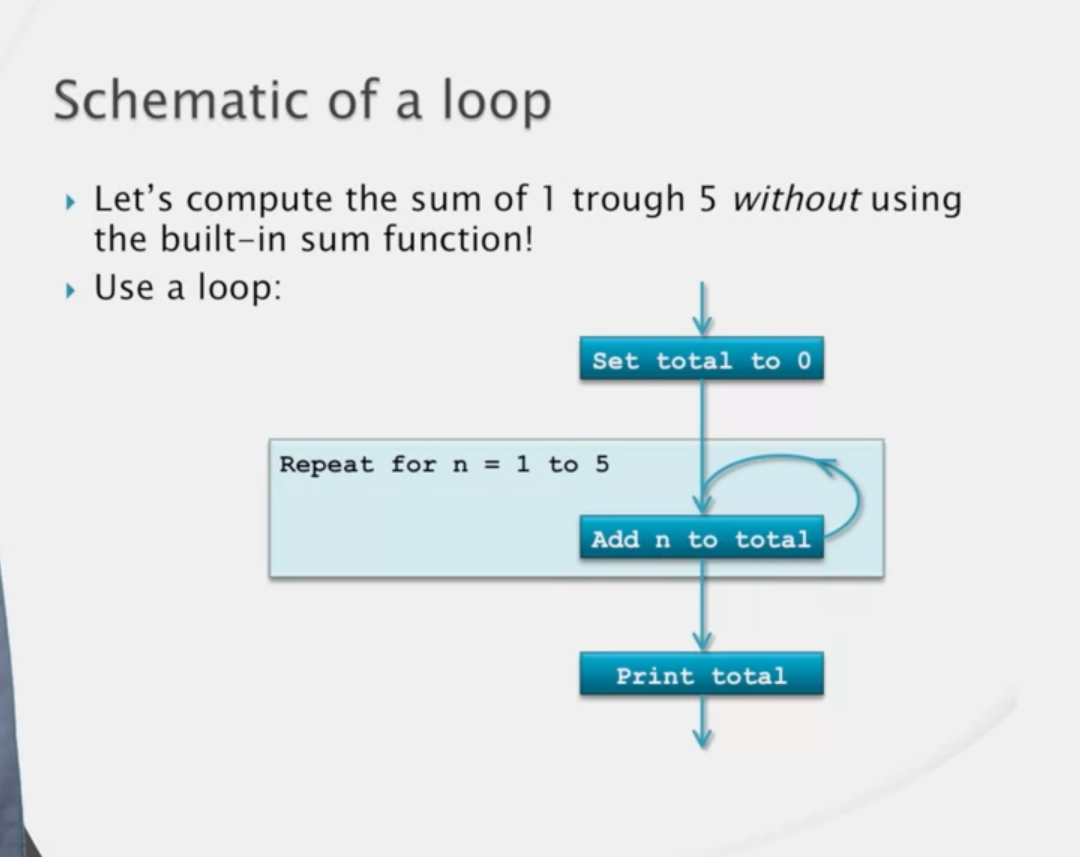 Schematic of a loop
Let's compute the sum of 1 trough 5 without using
the built-in sum function!
Use a loop:
Set total to 0
Repeat for n = 1 to 5
Add n to total
Print total